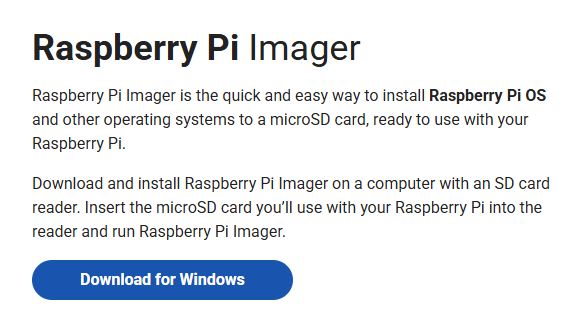 Raspberry Pi Imager
Raspberry Pi Imager is the quick and easy way to install Raspberry Pi OS
and other operating systems to a microSD card, ready to use with your
Raspberry Pi.
Download and install Raspberry Pi Imager on a computer with an SD card
reader. Insert the microSD card you’ll use with your Raspberry Pi into the
reader and run Raspberry Pi Imager.
Download for Windows